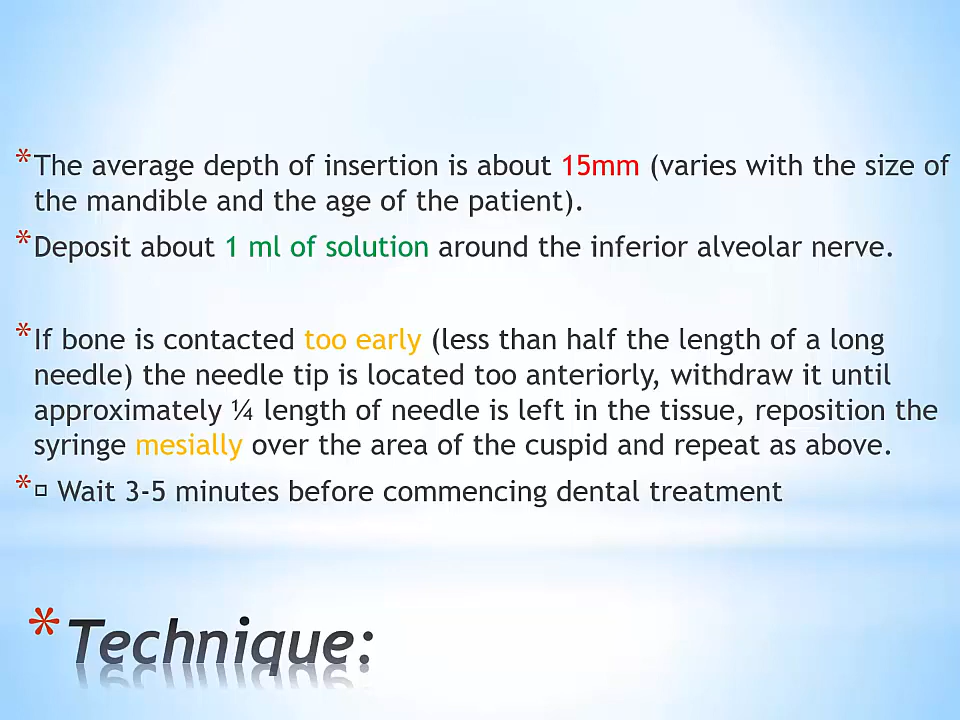 *The average depth of insertion is about 15mm (varies with the size of
the mandible and the age of the patient).
*Deposit about 1 ml of solution around the inferior alveolar nerve.
*If bone is contacted too early (less than half the length of a long
needle) the needle tip is located too anteriorly, withdraw it until
approximately ¼ length of needle is left in the tissue, reposition the
syringe mesially over the area of the cuspid and repeat as above.
*□ Wait 3-5 minutes before commencing dental treatment
*Technique: